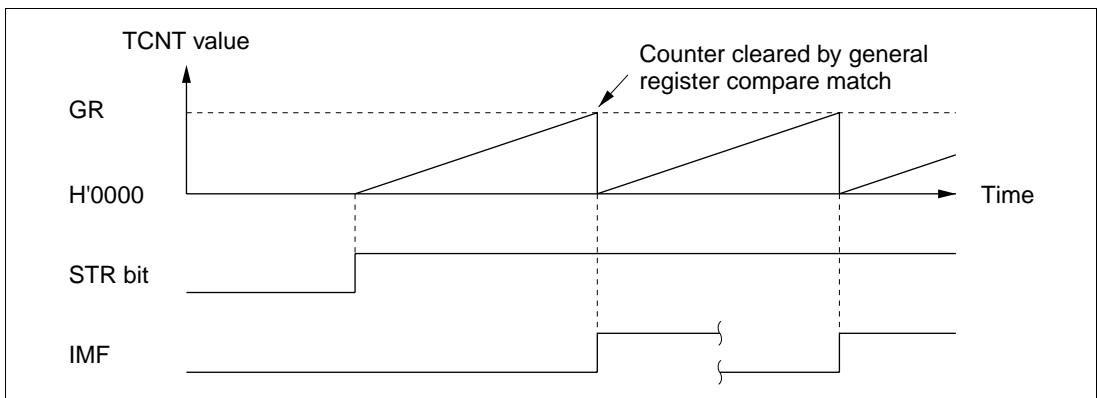 TCNT value
Counter cleared by general
register compare match
GR
H'0000
Time
STR bit
IMF